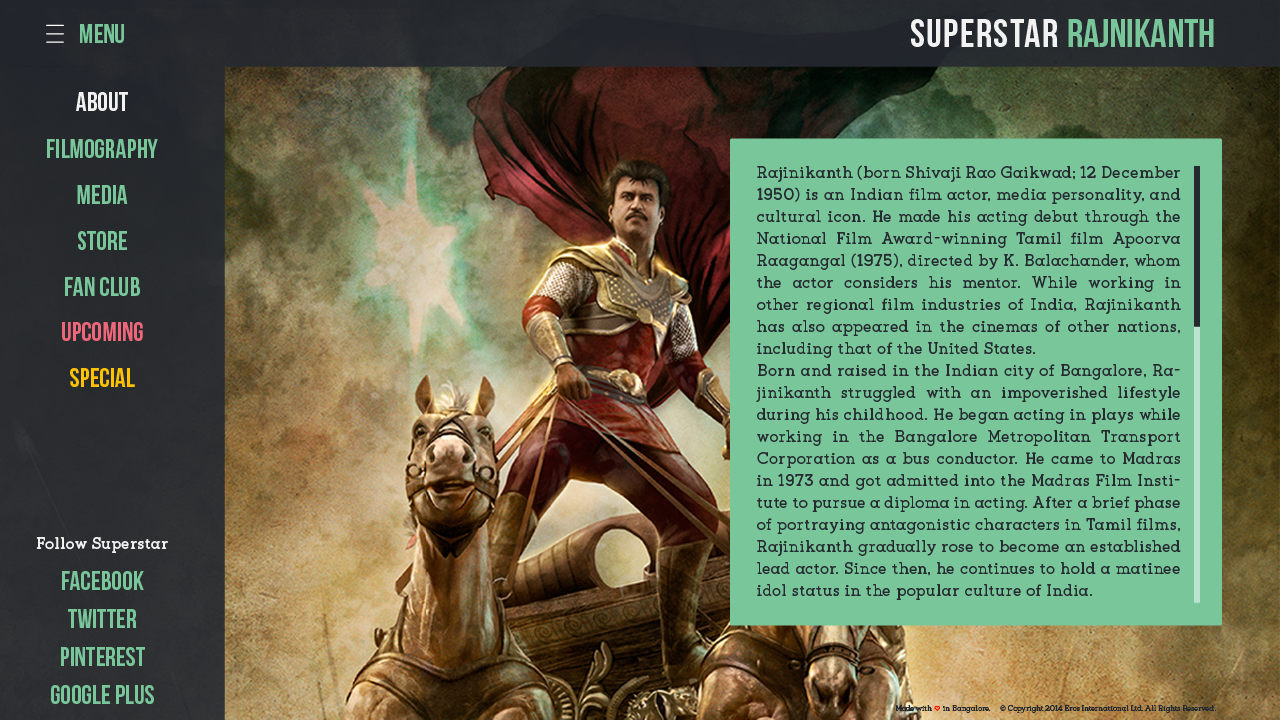 MENU
SUPERSTAR RAJNIKANTH
ABOUT
FILMOGRAPHY
MEDIA
STORE
FAN CLUB
UPCOMING
SPECIAL
Follow Superstar
FACEBOOK
TWITTER
PINTEREST
GOOGLE PLUS
Rajinikanth (born Shivaji Rao Gaikwad; 12 December
1950) is an Indian film actor, media personality, and
cultural icon. He made his acting debut through the
National Film Award-winning Tamil film Apoorva
Raagangal (1975), directed by K. Balachander, whom
the actor considers his mentor. While working in
other regional film industries of India, Rajinikanth
has also appeared in the cinemas of other nations,
including that of the United States.
Born and raised in the Indian city of Bangalore, Ra-
jinikanth struggled with an impoverished lifestyle
during his childhood. He began acting in plays while
working in the Bangalore Metropolitan Transport
Corporation as a bus conductor. He came to Madras
in 1973 and got admitted into the Madras Film Insti-
tute to pursue a diploma in acting. After a brief phase
of portraying antagonistic characters in Tamil films,
Rajinikanth gradually rose to become an established
lead actor. Since then, he continues to hold a matinee
idol status in the popular culture of India.
Made with ♡ in Bangalore. © Copyright 2014 Eros International Ltd. All Rights Reserved.